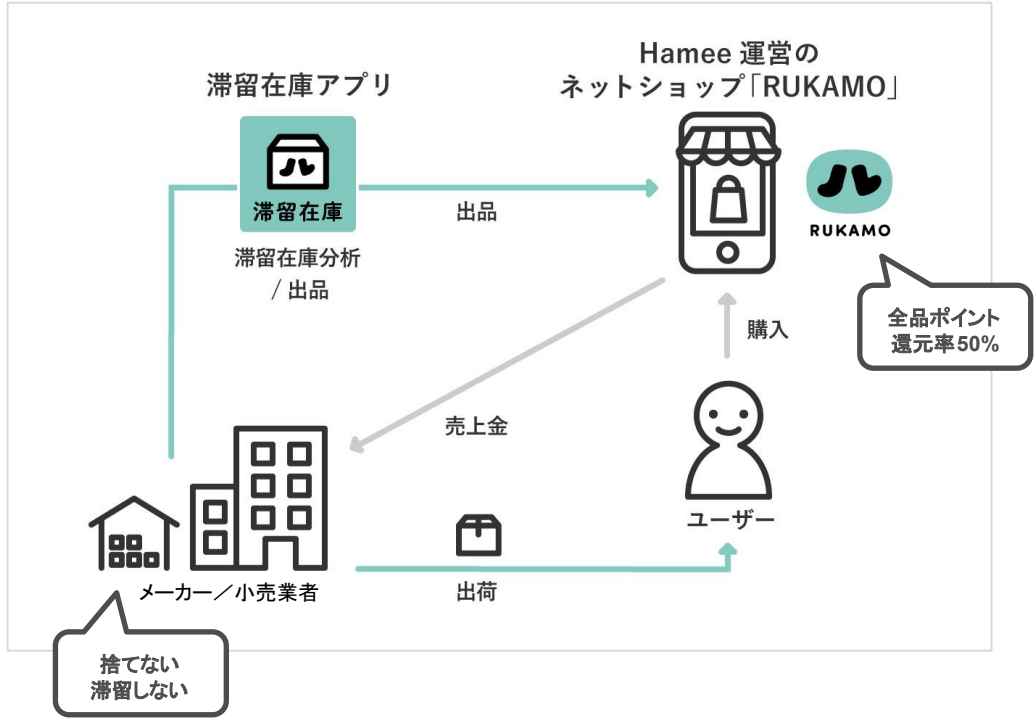 滞留在庫アプリ
滞留在庫
滞留在庫分析
/ 出品
出品
Hamee 運営の
ネットショップ「RUKAMO」
RUKAMO
全品ポイント
還元率50%
購入
売上金
ユーザー
出荷
メーカー／小売業者
捨てない
滞留しない